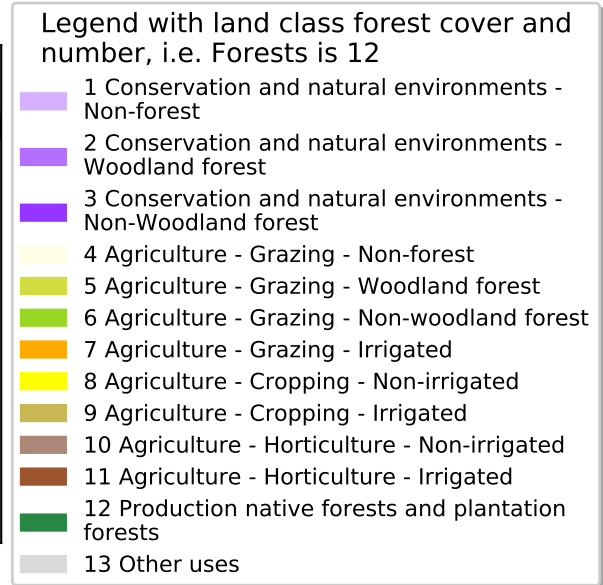 Legend with land class forest cover and
number, i.e. Forests is 12
1 Conservation and natural environments -
Non-forest
2 Conservation and natural environments -
Woodland forest
3 Conservation and natural environments -
Non-Woodland forest
4 Agriculture - Grazing - Non-forest
5 Agriculture - Grazing - Woodland forest
6 Agriculture - Grazing - Non-woodland forest
7 Agriculture - Grazing - Irrigated
8 Agriculture - Cropping - Non-irrigated
9 Agriculture - Cropping - Irrigated
10 Agriculture - Horticulture - Non-irrigated
11 Agriculture - Horticulture - Irrigated
12 Production native forests and plantation
forests
13 Other uses